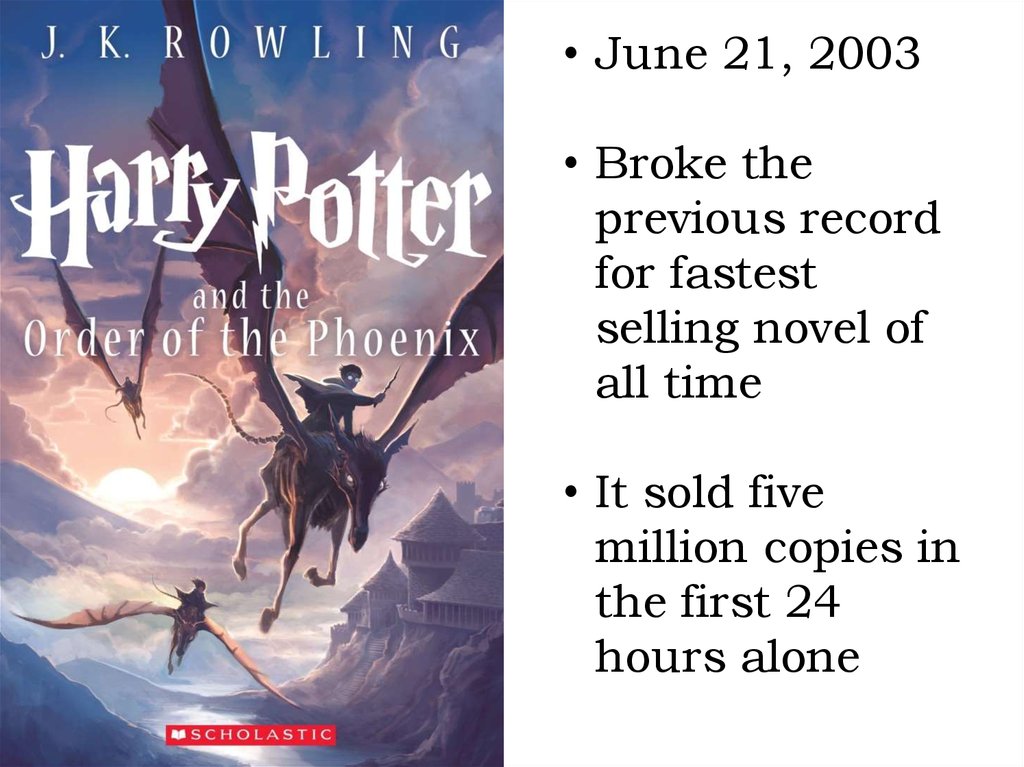 J. K. ROWLING
Harry Potter
and the
Order of the Phoenix
SCHOLASTIC
• June 21, 2003
• Broke the
previous record
for fastest
selling novel of
all time
• It sold five
million copies in
the first 24
hours alone